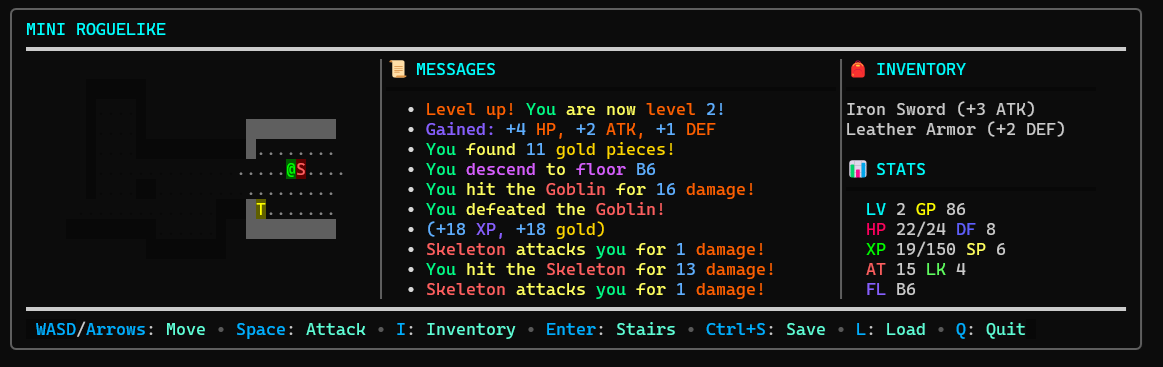 MINI ROGUELIKE
📜 MESSAGES
• Level up! You are now level 2!
• Gained: +4 HP, +2 ATK, +1 DEF
• You found 11 gold pieces!
• You descend to floor B6
• You hit the Goblin for 16 damage!
• You defeated the Goblin!
• (+18 XP, +18 gold)
• Skeleton attacks you for 1 damage!
• You hit the Skeleton for 13 damage!
• Skeleton attacks you for 1 damage!
🎒 INVENTORY
Iron Sword (+3 ATK)
Leather Armor (+2 DEF)
📊 STATS
LV 2 GP 86
HP 22/24 DF 8
XP 19/150 SP 6
AT 15 LK 4
FL B6
........
.....@S....
.........
T.......
WASD/Arrows: Move • Space: Attack • I: Inventory • Enter: Stairs • Ctrl+S: Save • L: Load • Q: Quit